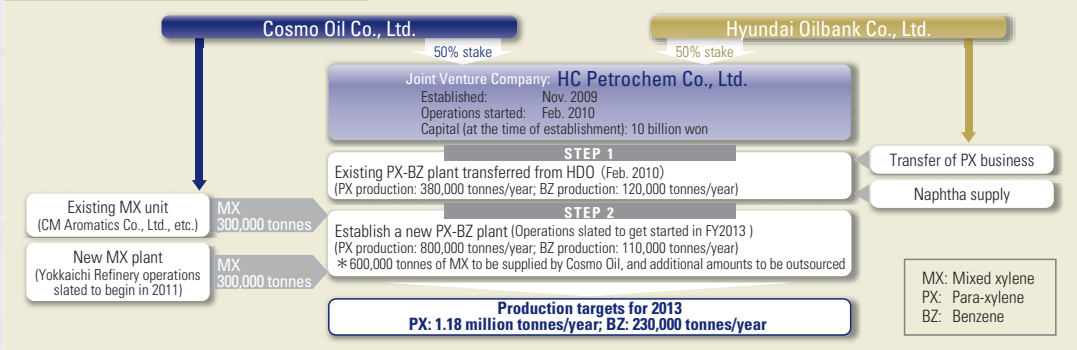 Cosmo Oil Co., Ltd.
Hyundai Oilbank Co., Ltd.
50% stake
50% stake
Joint Venture Company: HC Petrochem Co., Ltd.
Established: Nov. 2009
Operations started: Feb. 2010
Capital (at the time of establishment): 10 billion won
STEP 1
Existing PX-BZ plant transferred from HDO (Feb. 2010)
(PX production: 380,000 tonnes/year; BZ production: 120,000 tonnes/year)
Transfer of PX business
Naphtha supply
Existing MX unit
(CM Aromatics Co., Ltd., etc.)
MX
300,000 tonnes
STEP 2
Establish a new PX-BZ plant (Operations slated to get started in FY2013 )
(PX production: 800,000 tonnes/year; BZ production: 110,000 tonnes/year)
＊600,000 tonnes of MX to be supplied by Cosmo Oil, and additional amounts to be outsourced
New MX plant
(Yokkaichi Refinery operations
slated to begin in 2011)
MX
300,000 tonnes
Production targets for 2013
PX: 1.18 million tonnes/year; BZ: 230,000 tonnes/year
MX: Mixed xylene
PX: Para-xylene
BZ: Benzene